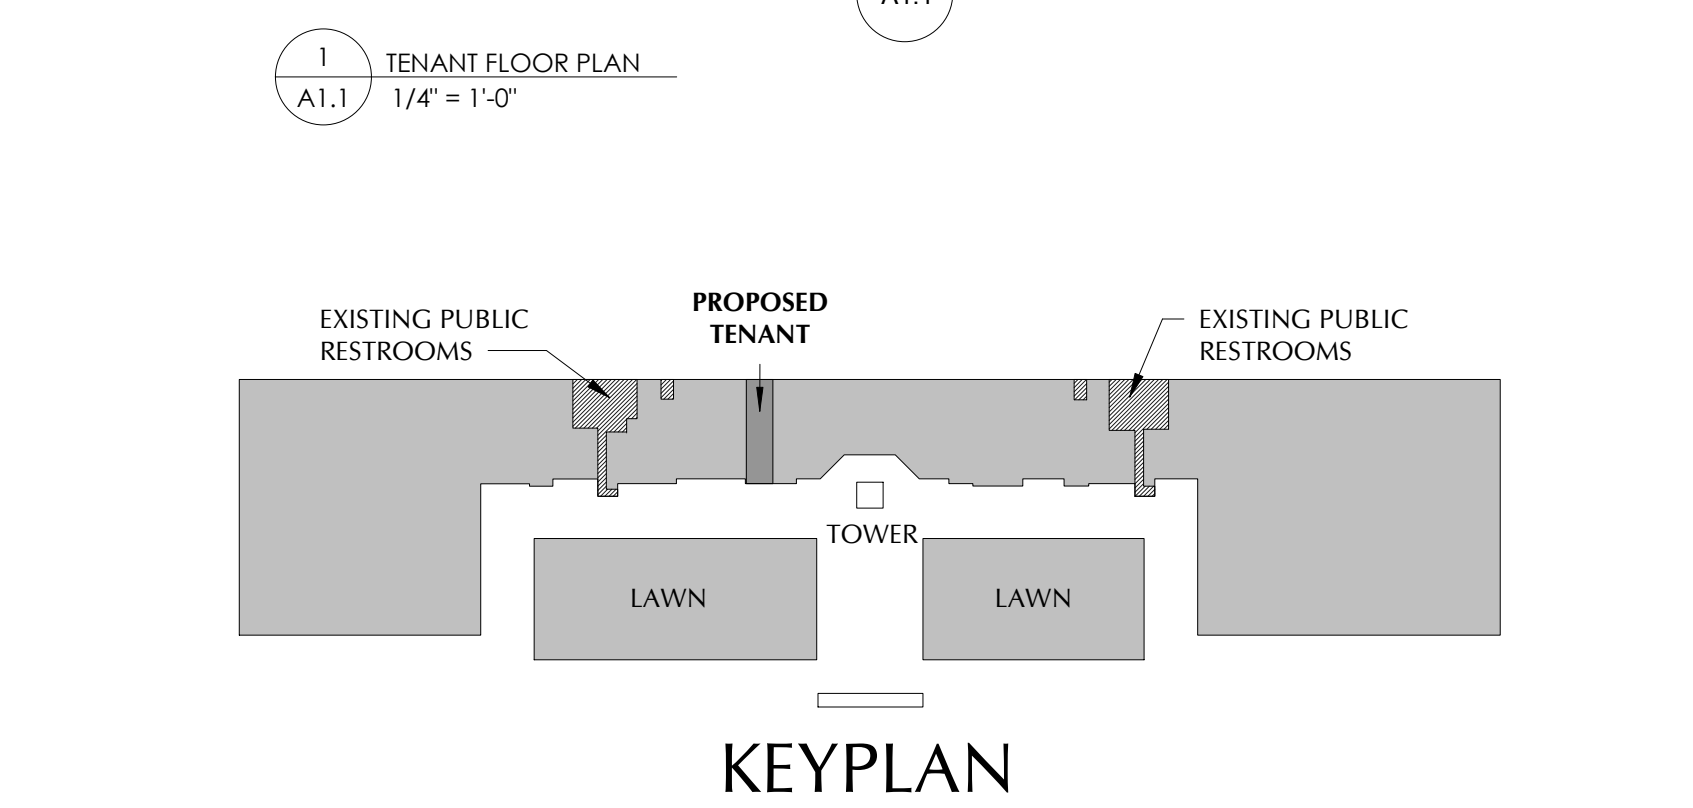 1
TENANT FLOOR PLAN
A1.1
1/4" = 1'-0"
PROPOSED
TENANT
EXISTING PUBLIC
RESTROOMS
EXISTING PUBLIC
RESTROOMS
TOWER
LAWN
LAWN
KEYPLAN